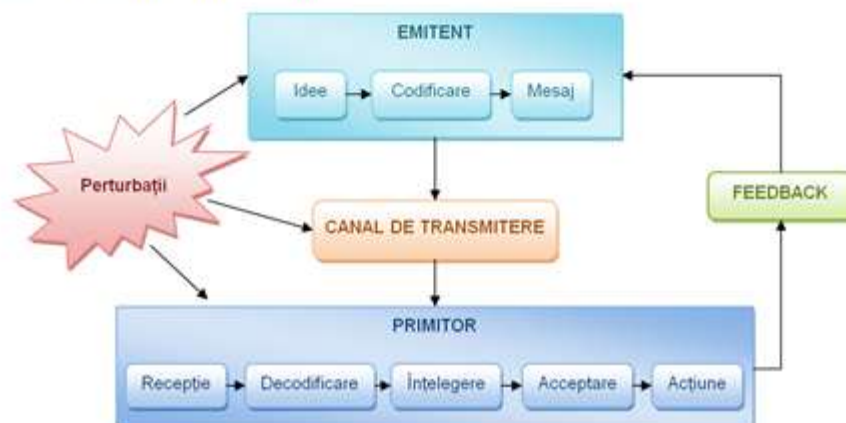 EMITENT
Idee
Codificare
Mesaj
Perturbații
CANAL DE TRANSMITERE
FEEDBACK
PRIMITOR
Recepție
Decodificare
Înțelegere
Acceptare
Acțiune